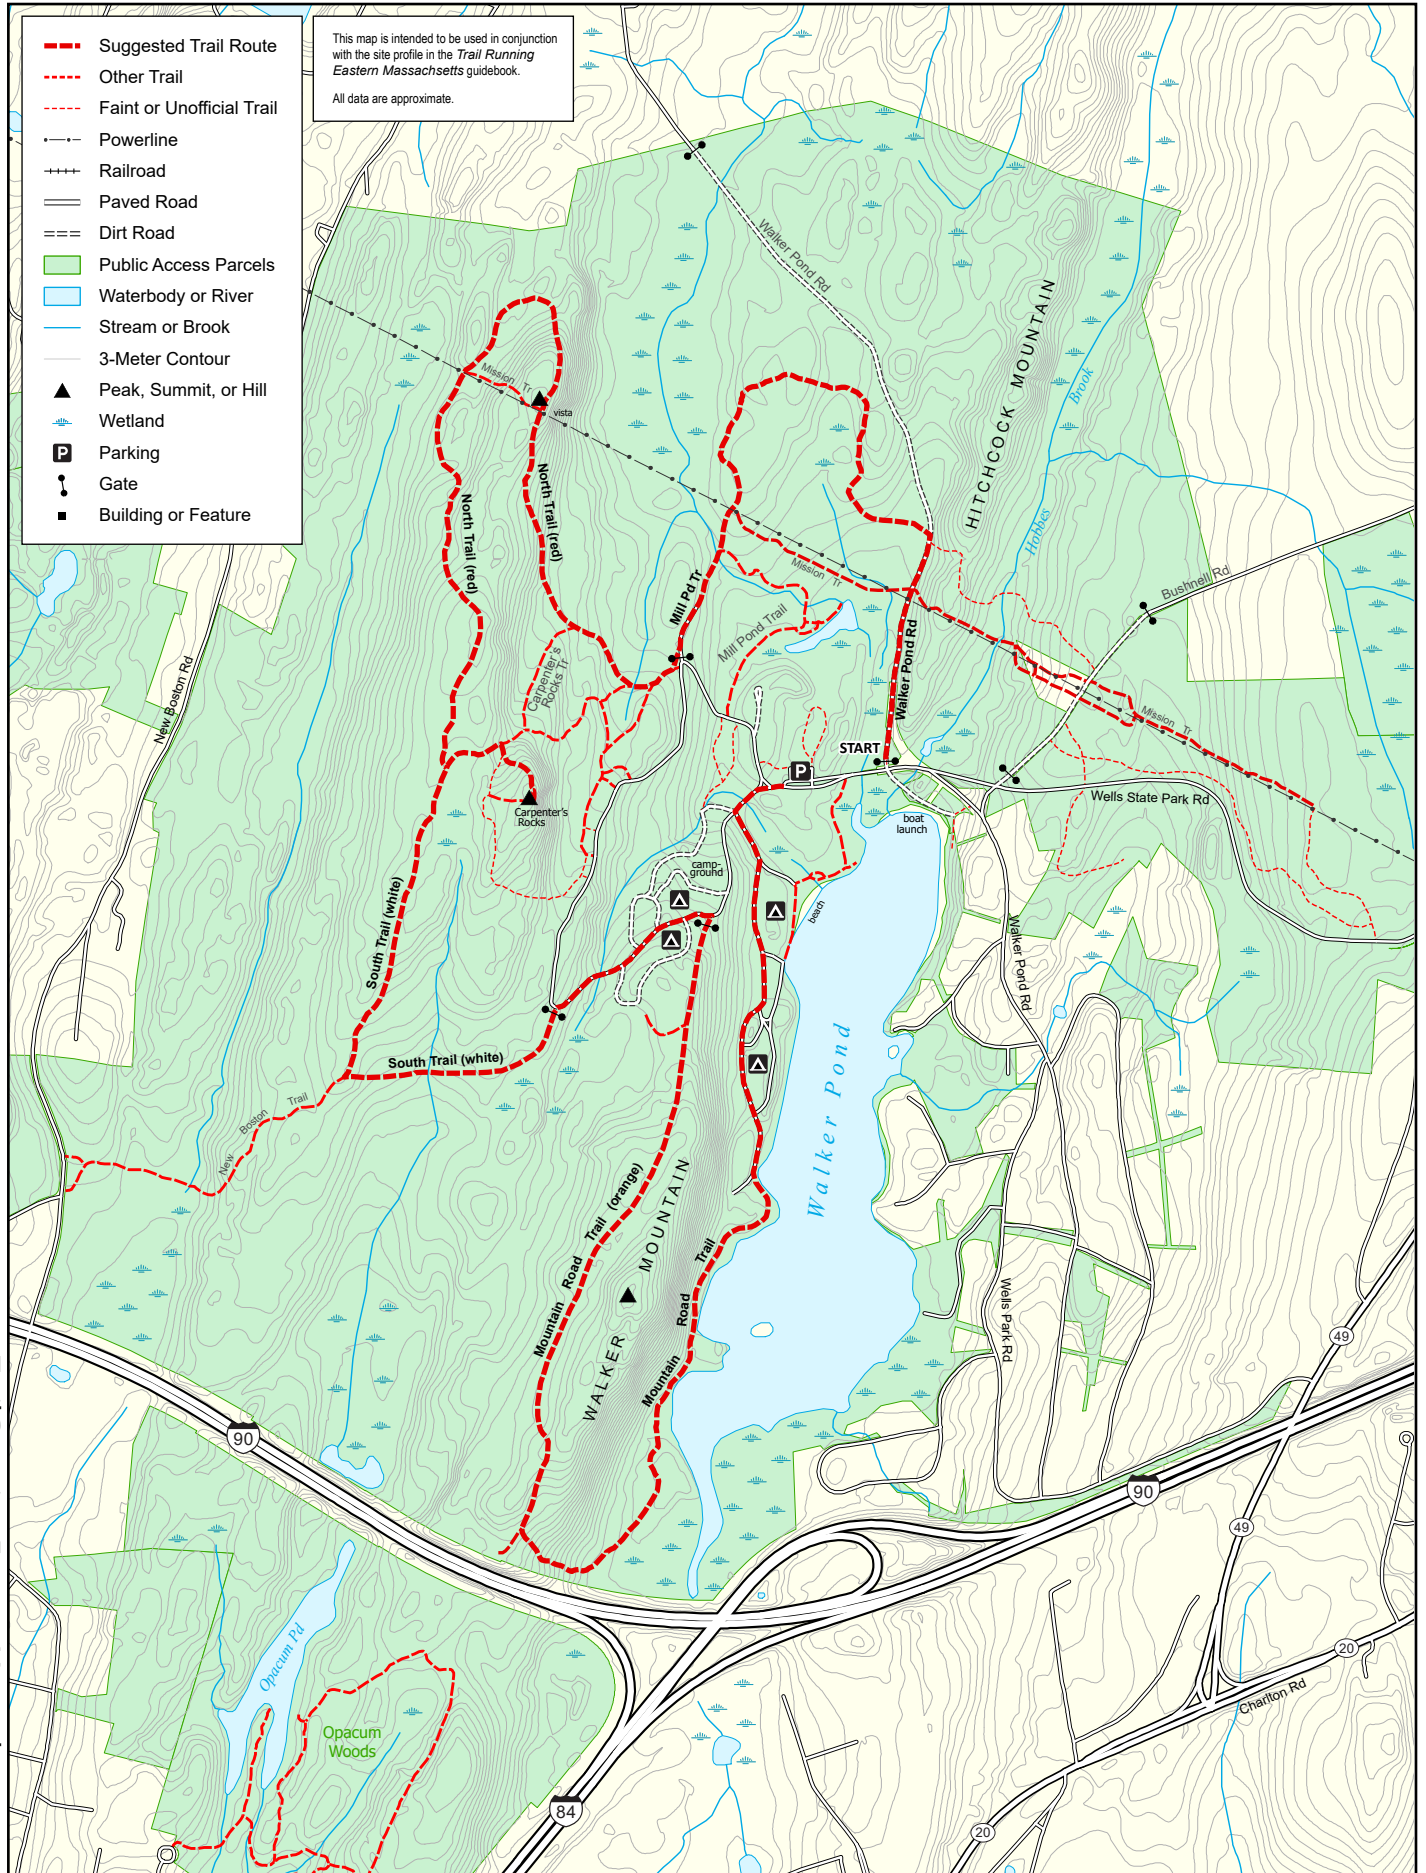 Suggested Trail Route
Other Trail
Faint or Unofficial Trail
Powerline
Railroad
Paved Road
Dirt Road
Public Access Parcels
Waterbody or River
Stream or Brook
3-Meter Contour
Peak, Summit, or Hill
Wetland
P Parking
Gate
Building or Feature
This map is intended to be used in conjunction
with the site profile in the Trail Running
Eastern Massachsetts guidebook.
All data are approximate.
Walker Pond Rd
HITCHCOCK MOUNTAIN
Hobbes Brook
Mission Tr
vista
North Trail (red)
North Trail (red)
Mill Pd Tr
Mission Tr
Mill Pond Trail
Bushnell Rd
Walker Pond Rd
Carpenter's
Rocks Tr
New Boston Rd
Mission Tr
START
P
Wells State Park Rd
Carpenter's
Rocks
boat
launch
camp-
ground
beach
South Trail (white)
Walker Pond Rd
South Trail (white)
New Boston Trail
Walker Pond
Mountain Road Trail (orange)
WALKER MOUNTAIN
Mountain Road Trail
Wells Park Rd
49
90
90
49
20
Charlton Rd
Opacum Pd
Opacum
Woods
84
20